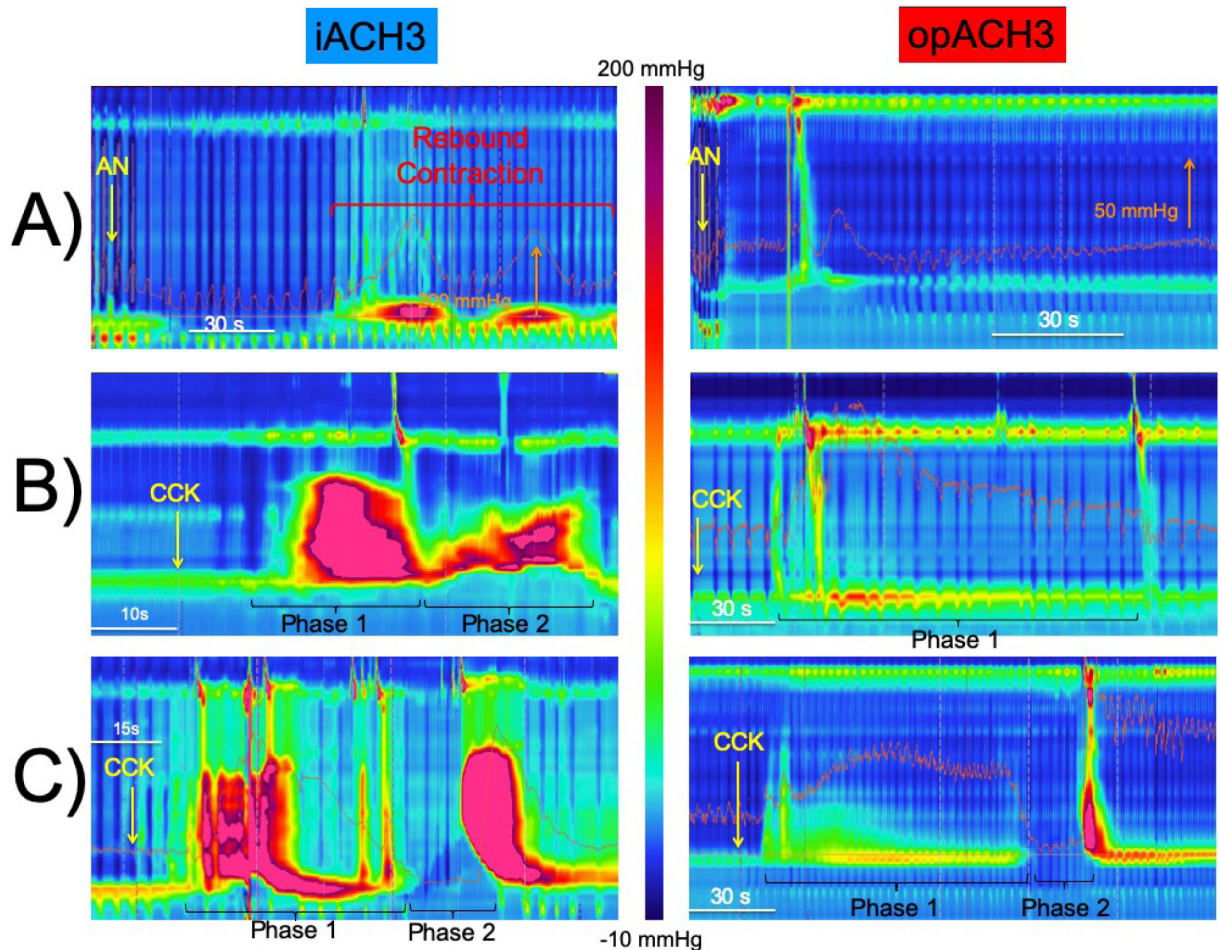 iACH3
opACH3
200 mmHg
A)
AN
Rebound
Contraction
200 mmHg
30 s
AN
50 mmHg
30 s
B)
CCK
10s
Phase 1
Phase 2
CCK
30 s
Phase 1
C)
15s
CCK
Phase 1
Phase 2
CCK
30 s
Phase 1
Phase 2
-10 mmHg